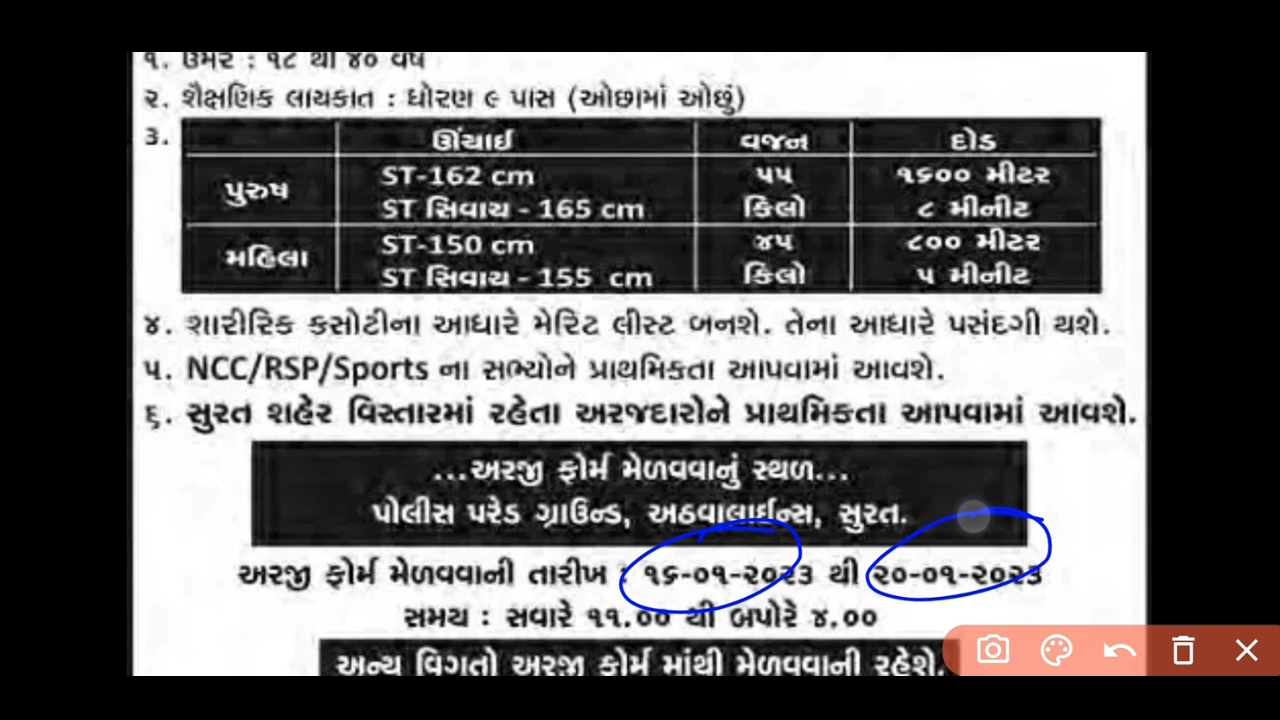 ૧. ઉંમર : ૧૮ થી ૪૦ વર્ષ
૨. શૈક્ષણિક લાયકાત : ધોરણ ૯ પાસ (ઓછામાં ઓછું)
૩.
ઊંચાઈ વજન દોડ
પુરુષ ST-162 cm ૫૫ ૧૬૦૦ મીટર
ST સિવાય - 165 cm કિલો ૮ મીનીટ
મહિલા ST-150 cm ૪૫ ૮૦૦ મીટર
ST સિવાય - 155 cm કિલો ૫ મીનીટ
૪. શારીરિક કસોટીના આધારે મેરિટ લીસ્ટ બનશે. તેના આધારે પસંદગી થશે.
૫. NCC/RSP/Sports ના સભ્યોને પ્રાથમિકતા આપવામાં આવશે.
૬. સુરત શહેર વિસ્તારમાં રહેતા અરજદારોને પ્રાથમિકતા આપવામાં આવશે.
...અરજી ફોર્મ મેળવવાનું સ્થળ...
પોલીસ પરેડ ગ્રાઉન્ડ, અઠવાલાઈન્સ, સુરત.
અરજી ફોર્મ મેળવવાની તારીખ : ૧૬-૦૧-૨૦૨૩ થી ૨૦-૦૧-૨૦૨૩
સમય : સવારે ૧૧.૦૦ થી બપોરે ૪.૦૦
અન્ય વિગતો અરજી ફોર્મ માંથી મેળવવાની રહેશે.